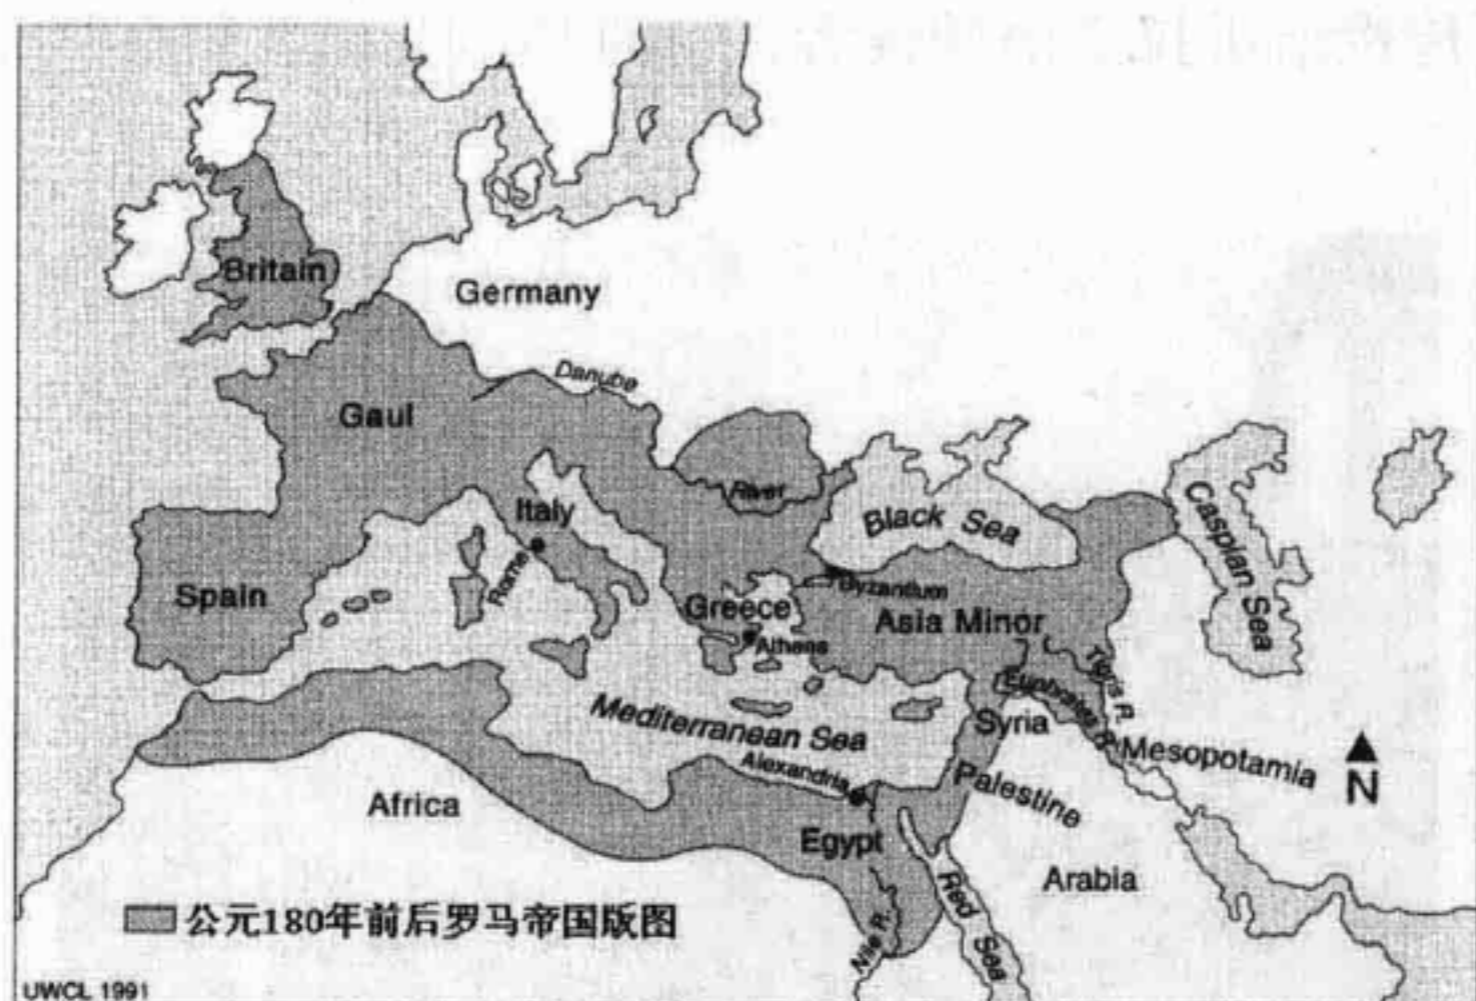 Britain
Germany
Danube
Gaul
River
Italy
Black Sea
Caspian Sea
Rome
Spain
Greece
Byzantium
Asia Minor
Athens
Tigris R.
Euphrates R.
Mediterranean Sea
Syria
Mesopotamia
Alexandria
Palestine
N
Africa
Egypt
Arabia
Red Sea
Nile R.
公元180年前后罗马帝国版图
UWCL 1991